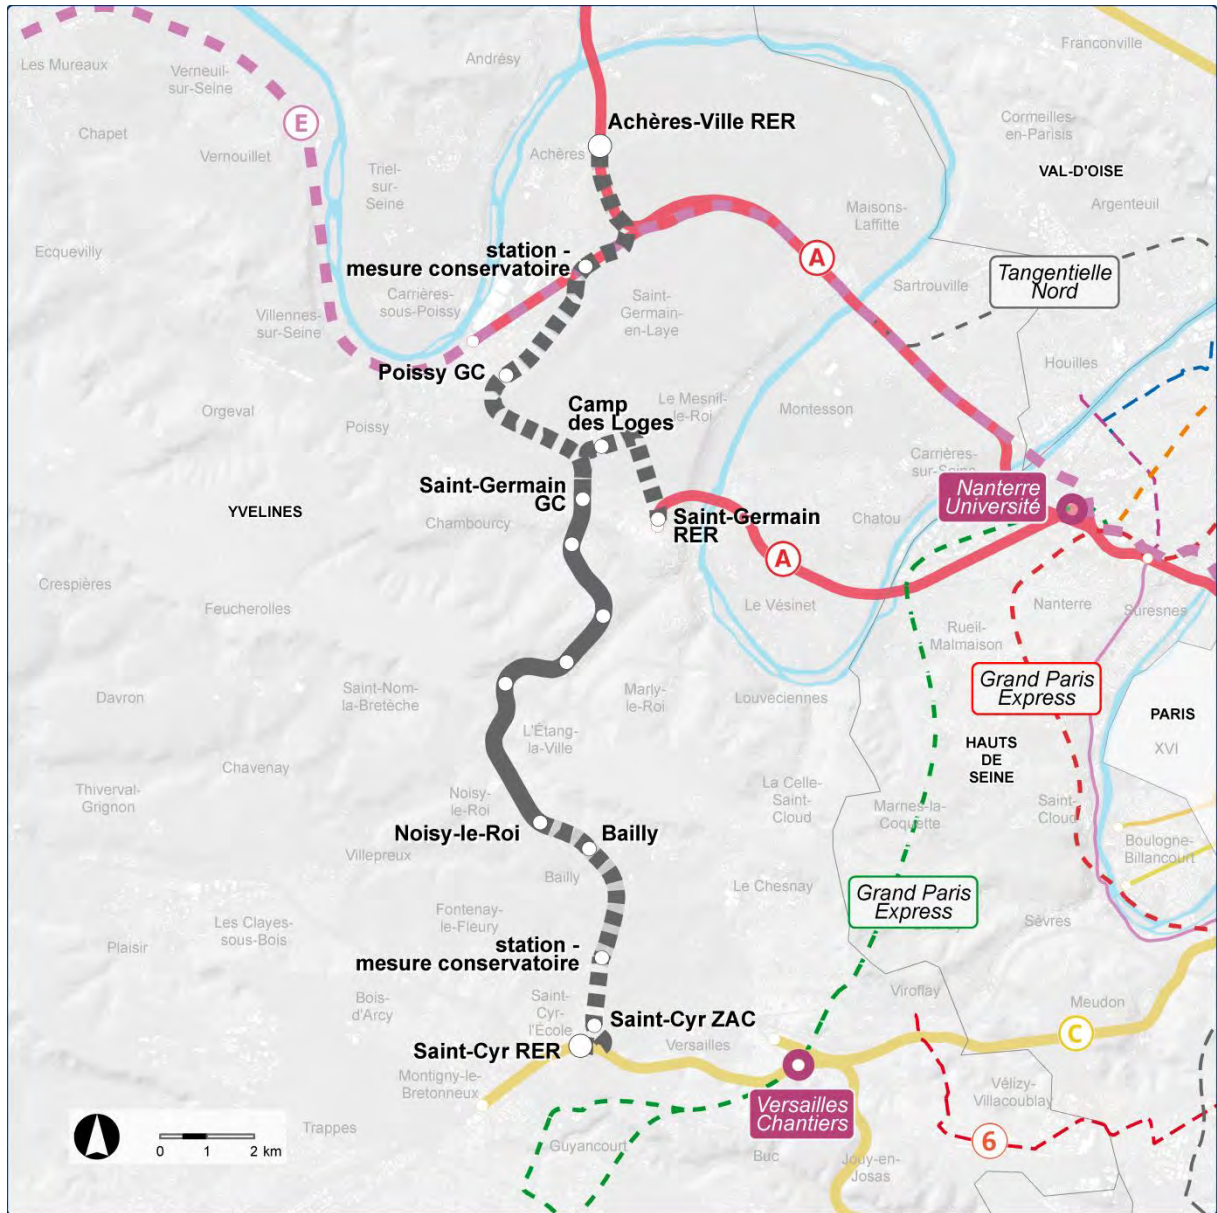 Franconville
Andrésy
Les Mureaux
Verneuil-
sur-Seine
E
Achères-Ville RER
Cormeilles-
en-Parisis
Chapet
Vernouillet
Achères
Triel-
sur-
Seine
VAL-D'OISE
Argenteuil
Maisons-
Laffitte
Ecquevilly
station -
mesure conservatoire
A
Tangentielle
Nord
Sartrouville
Carrières-
sous-Poissy
Saint-
Germain-
en-Laye
Villennes-
sur-Seine
Houilles
Poissy GC
Camp
des Loges
Le Mesnil-
le-Roi
Montesson
Orgeval
Poissy
Carrières-
sur-Seine
Saint-Germain
GC
Nanterre
Université
YVELINES
Chambourcy
Saint-Germain
RER
Chatou
A
Crespières
Feucherolles
Le Vésinet
Nanterre
Suresnes
Rueil-
Malmaison
Grand Paris
Express
Davron
Saint-Nom-
la-Bretèche
Marly-
le-Roi
Louveciennes
PARIS
XVI
L'Étang-
la-Ville
HAUTS
DE
SEINE
Chavenay
Thiverval-
Grignon
Noisy-
le-Roi
La Celle-
Saint-
Cloud
Marnes-la-
Coquette
Saint-
Cloud
Noisy-le-Roi
Bailly
Boulogne-
Billancourt
Villepreux
Bailly
Le Chesnay
Grand Paris
Express
Fontenay-
le-Fleury
Les Clayes-
sous-Bois
Plaisir
Sèvres
station -
mesure conservatoire
Bois-
d'Arcy
Saint-
Cyr-
l'École
Viroflay
Meudon
Saint-Cyr ZAC
C
Saint-Cyr RER
Versailles
Montigny-le-
Bretonneux
Vélizy-
Villacoublay
Versailles
Chantiers
Trappes
6
Guyancourt
Buc
Jouy-en-
Josas
0 1 2 km